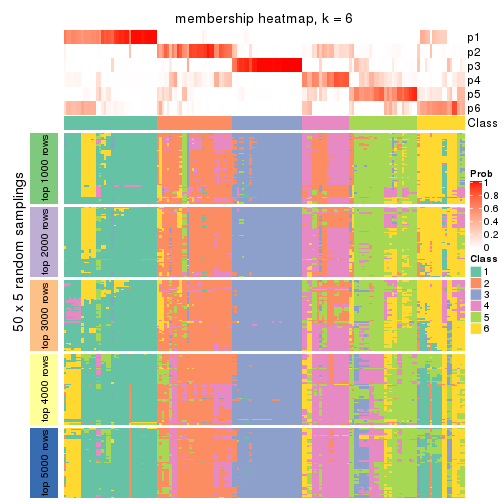 membership heatmap, k = 6
p1
p2
p3
p4
p5
p6
Class
50 x 5 random samplings
top 1000 rows
top 2000 rows
top 3000 rows
top 4000 rows
top 5000 rows
Prob
1
0.8
0.6
0.4
0.2
0
Class
1
2
3
4
5
6